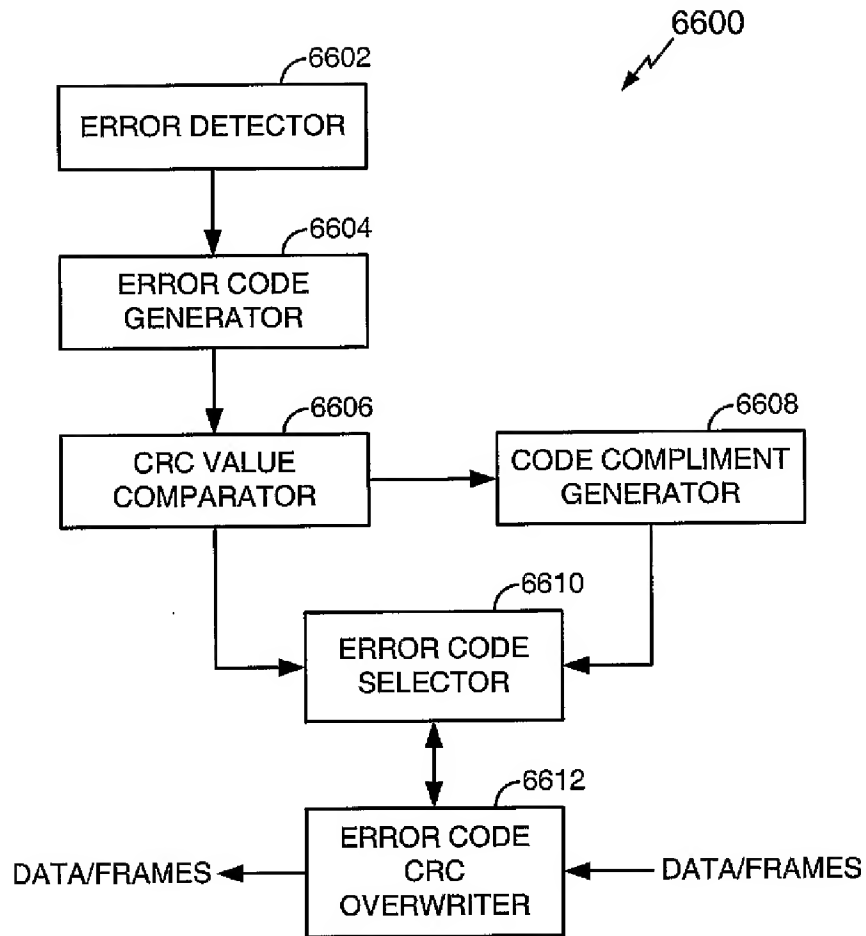 6600
6602
ERROR DETECTOR
6604
ERROR CODE
GENERATOR
6606
CRC VALUE
COMPARATOR
6608
CODE COMPLIMENT
GENERATOR
6610
ERROR CODE
SELECTOR
6612
ERROR CODE
CRC
OVERWRITER
DATA/FRAMES
DATA/FRAMES